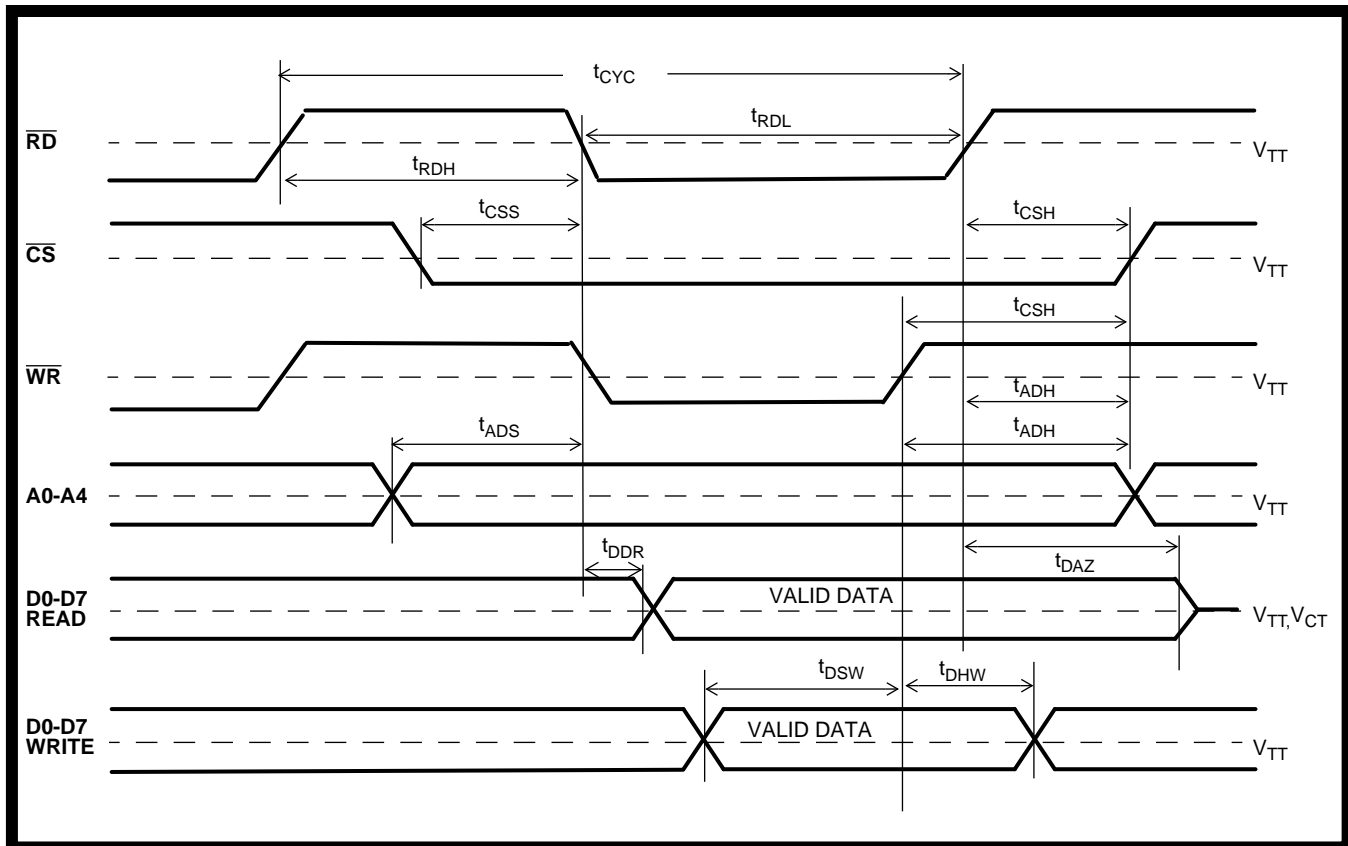 tCYC
RD
tRDL
VTT
tRDH
tCSS
tCSH
CS
VTT
tCSH
WR
VTT
tADH
tADS
tADH
A0-A4
VTT
tDDR
tDAZ
D0-D7
READ
VALID DATA
VTT,VCT
tDSW
tDHW
D0-D7
WRITE
VALID DATA
VTT